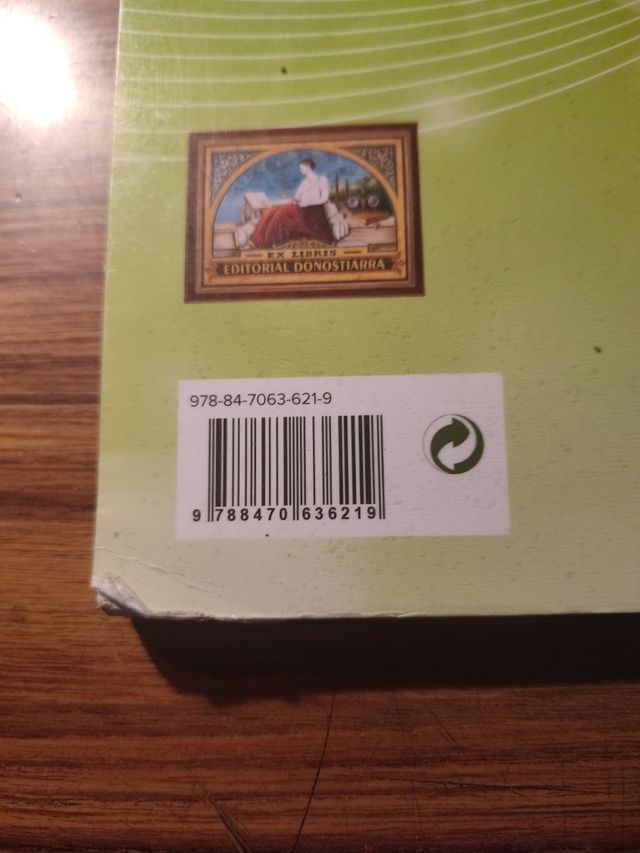 EX LIBRIS
EDITORIAL DONOSTIARRA
978-84-7063-621-9
9 788470 636219